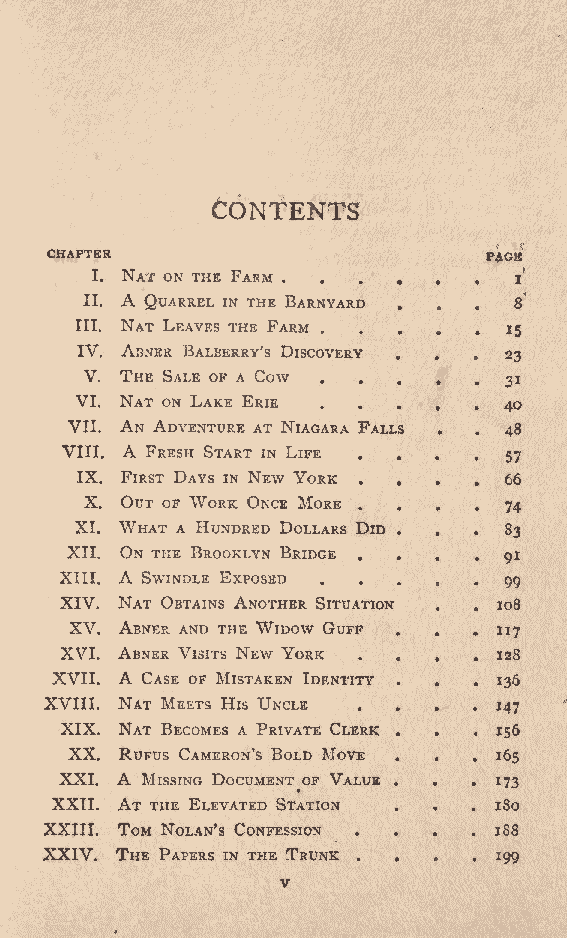 CONTENTS
CHAPTER PAGE
I. Nat on the Farm . . . . . . 1
II. A Quarrel in the Barnyard . . . 8
III. Nat Leaves the Farm . . . . . 15
IV. Abner Balberry's Discovery . . . 23
V. The Sale of a Cow . . . . . 31
VI. Nat on Lake Erie . . . . . 40
VII. An Adventure at Niagara Falls . . 48
VIII. A Fresh Start in Life . . . . 57
IX. First Days in New York . . . . 66
X. Out of Work Once More . . . . 74
XI. What a Hundred Dollars Did . . . 83
XII. On the Brooklyn Bridge . . . . 91
XIII. A Swindle Exposed . . . . . 99
XIV. Nat Obtains Another Situation . . 108
XV. Abner and the Widow Guff . . . 117
XVI. Abner Visits New York . . . . 128
XVII. A Case of Mistaken Identity . . . 136
XVIII. Nat Meets His Uncle . . . . 147
XIX. Nat Becomes a Private Clerk . . . 156
XX. Rufus Cameron's Bold Move . . . 165
XXI. A Missing Document of Value . . . 173
XXII. At the Elevated Station . . . 180
XXIII. Tom Nolan's Confession . . . . 188
XXIV. The Papers in the Trunk . . . . 199
v